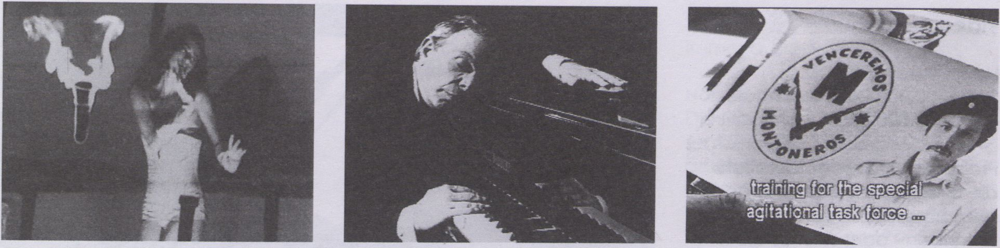 VENCEREMOS
M
MONTONEROS
training for the special
agitational task force ...